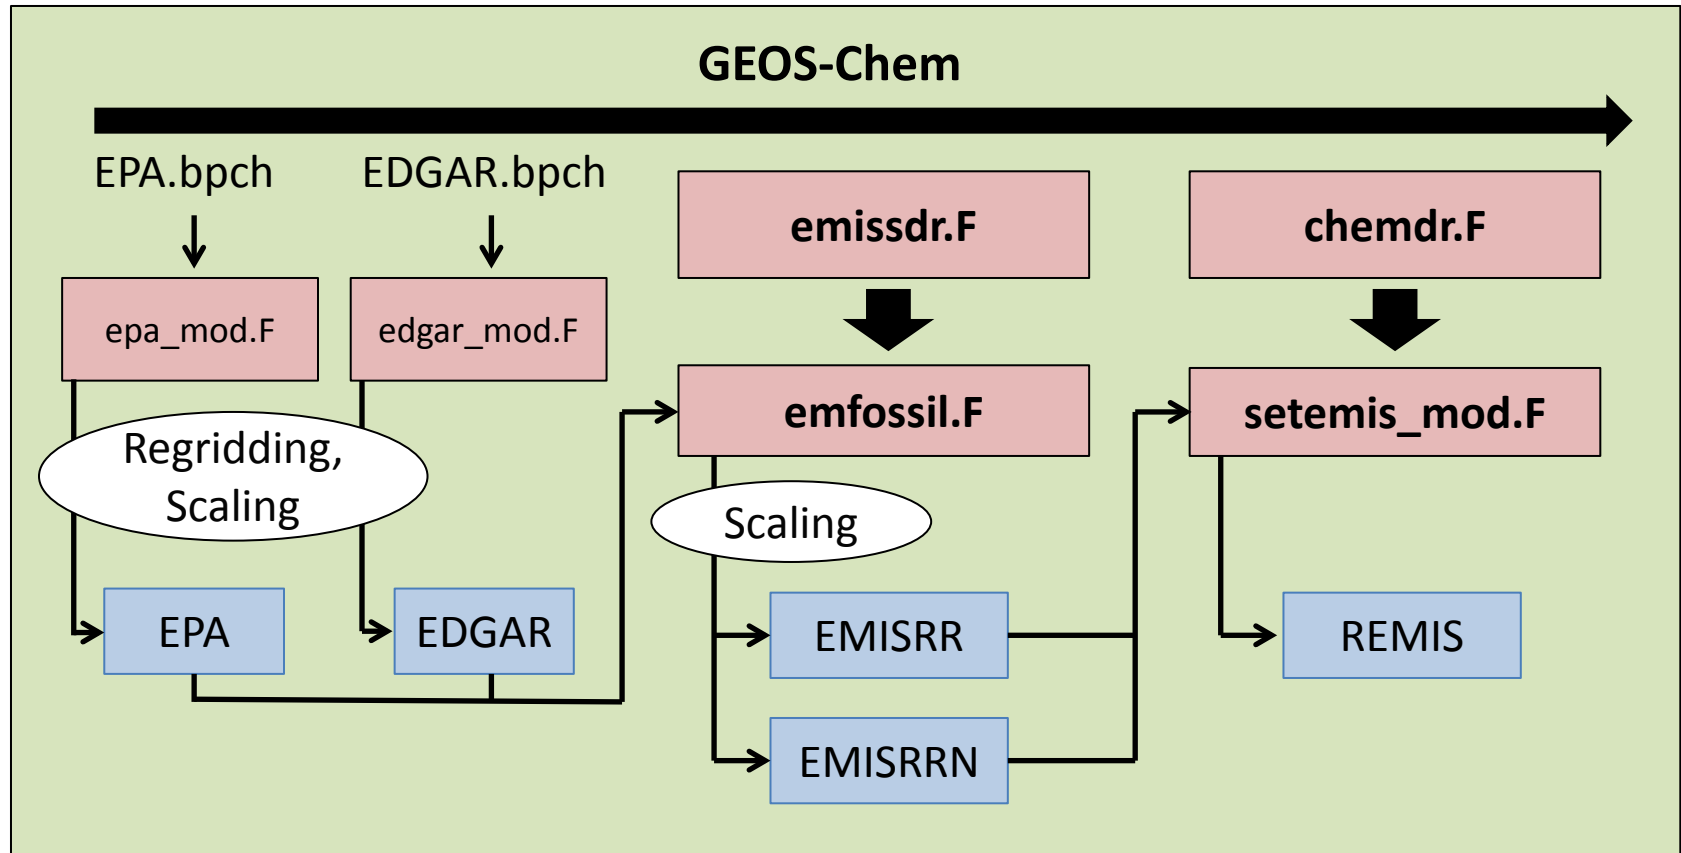 GEOS-Chem
EPA.bpch
EDGAR.bpch
emissdr.F
chemdr.F
epa_mod.F
edgar_mod.F
emfossil.F
setemis_mod.F
Regridding,
Scaling
Scaling
EPA
EDGAR
EMISRR
REMIS
EMISRRN